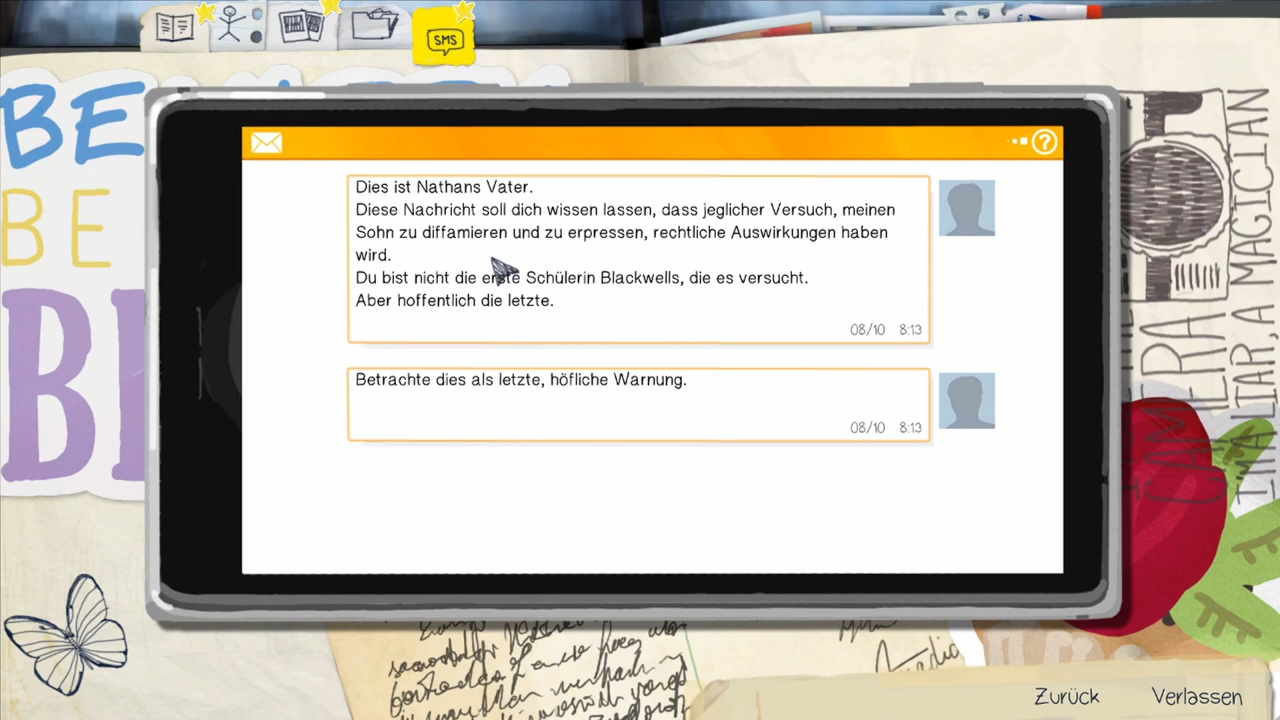 SMS
BE
BE
Dies ist Nathans Vater.
Diese Nachricht soll dich wissen lassen, dass jeglicher Versuch, meinen
Sohn zu diffamieren und zu erpressen, rechtliche Auswirkungen haben
wird.
Du bist nicht die erste Schülerin Blackwells, die es versucht.
Aber hoffentlich die letzte.
08/10 8:13
Betrachte dies als letzte, höfliche Warnung.
08/10 8:13
CAMERA
A MAGICIAN
Zurück
Verlassen